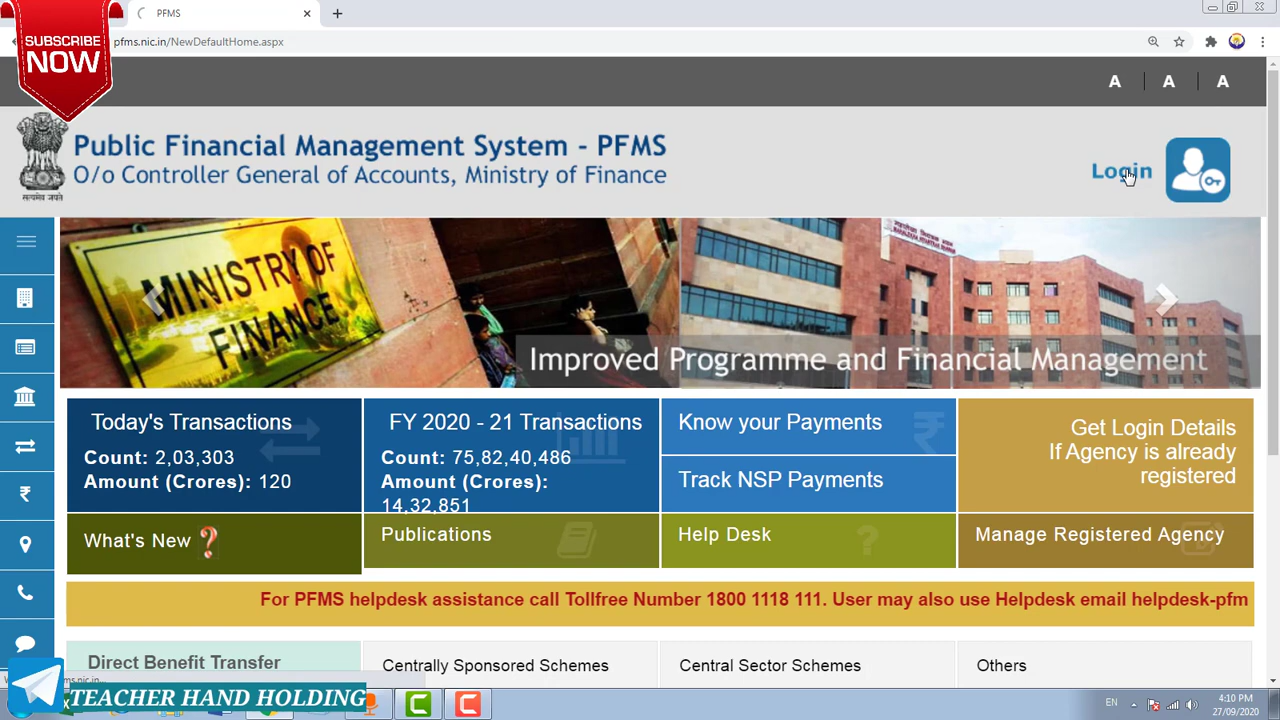 PFMS
SUBSCRIBE
NOW
pfms.nic.in/NewDefaultHome.aspx
A | A | A
Public Financial Management System - PFMS
O/o Controller General of Accounts, Ministry of Finance
सत्यमेव जयते
Login
MINISTRY OF
FINANCE
Improved Programme and Financial Management
Today's Transactions
Count: 2,03,303
Amount (Crores): 120
FY 2020 - 21 Transactions
Count: 75,82,40,486
Amount (Crores):
14,32,851
Know your Payments
Track NSP Payments
Get Login Details
If Agency is already
registered
What's New ?
Publications
Help Desk
Manage Registered Agency
For PFMS helpdesk assistance call Tollfree Number 1800 1118 111. User may also use Helpdesk email helpdesk-pfm
Direct Benefit Transfer
Centrally Sponsored Schemes
Central Sector Schemes
Others
TEACHER HAND HOLDING
EN
4:10 PM
27/09/2020